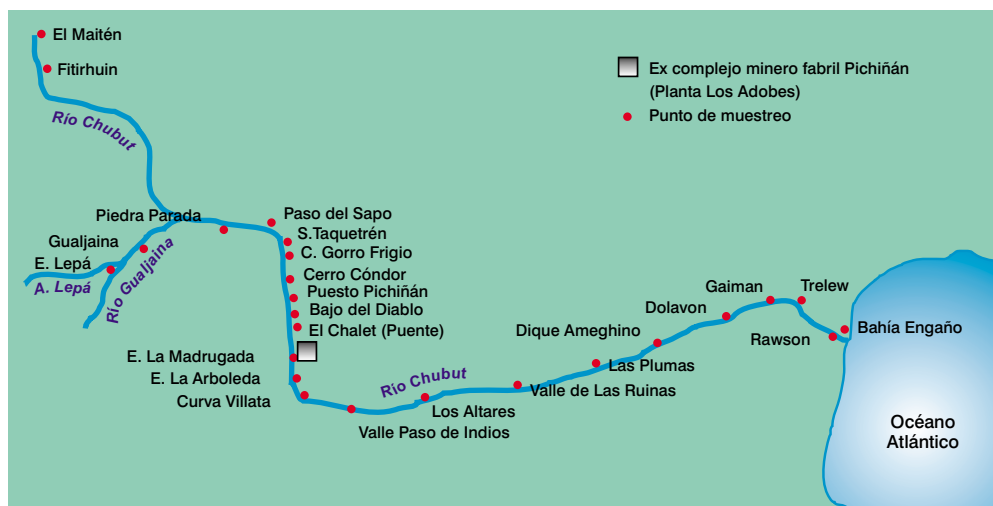 El Maitén
Fitirhuin
Río Chubut
Ex complejo minero fabril Pichiñán
(Planta Los Adobes)
Punto de muestreo
Piedra Parada
Paso del Sapo
S.Taquetrén
C. Gorro Frigio
Gualjaina
E. Lepá
A. Lepá
Río Gualjaina
Cerro Cóndor
Puesto Pichiñán
Bajo del Diablo
El Chalet (Puente)
E. La Madrugada
E. La Arboleda
Curva Villata
Valle Paso de Indios
Río Chubut
Los Altares
Valle de Las Ruinas
Las Plumas
Dique Ameghino
Dolavon
Gaiman
Trelew
Rawson
Bahía Engaño
Océano
Atlántico